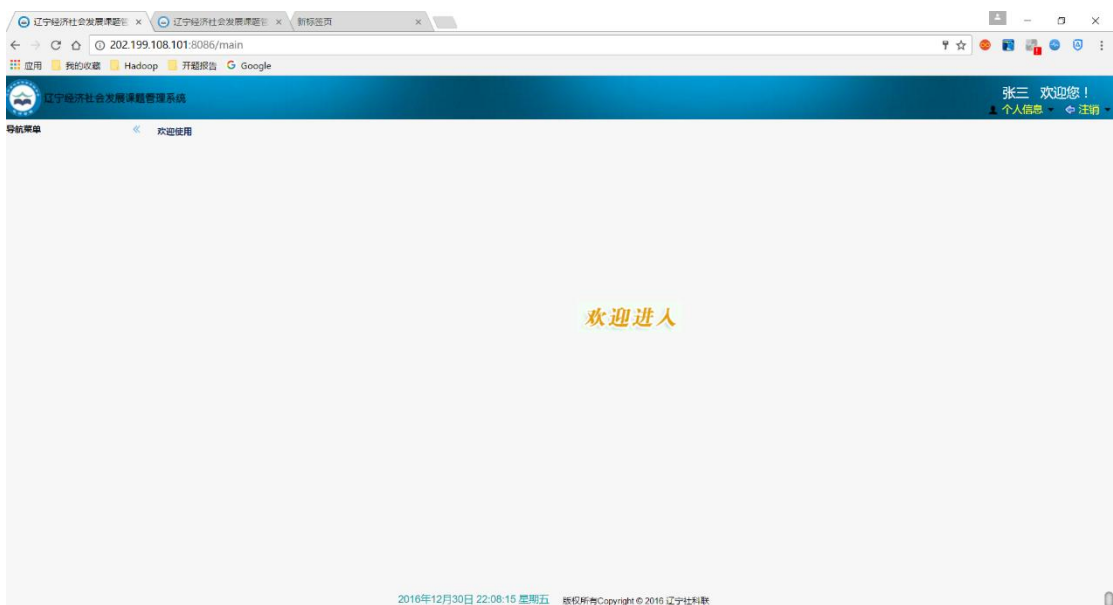 辽宁经济社会发展课题管 辽宁经济社会发展课题管 新标签页
202.199.108.101:8086/main
应用 我的收藏 Hadoop 开题报告 Google
辽宁经济社会发展课题管理系统
张三 欢迎您！
个人信息 注销
导航菜单 欢迎使用
欢迎进入
2016年12月30日 22:08:15 星期五 版权所有Copyright © 2016 辽宁社科联